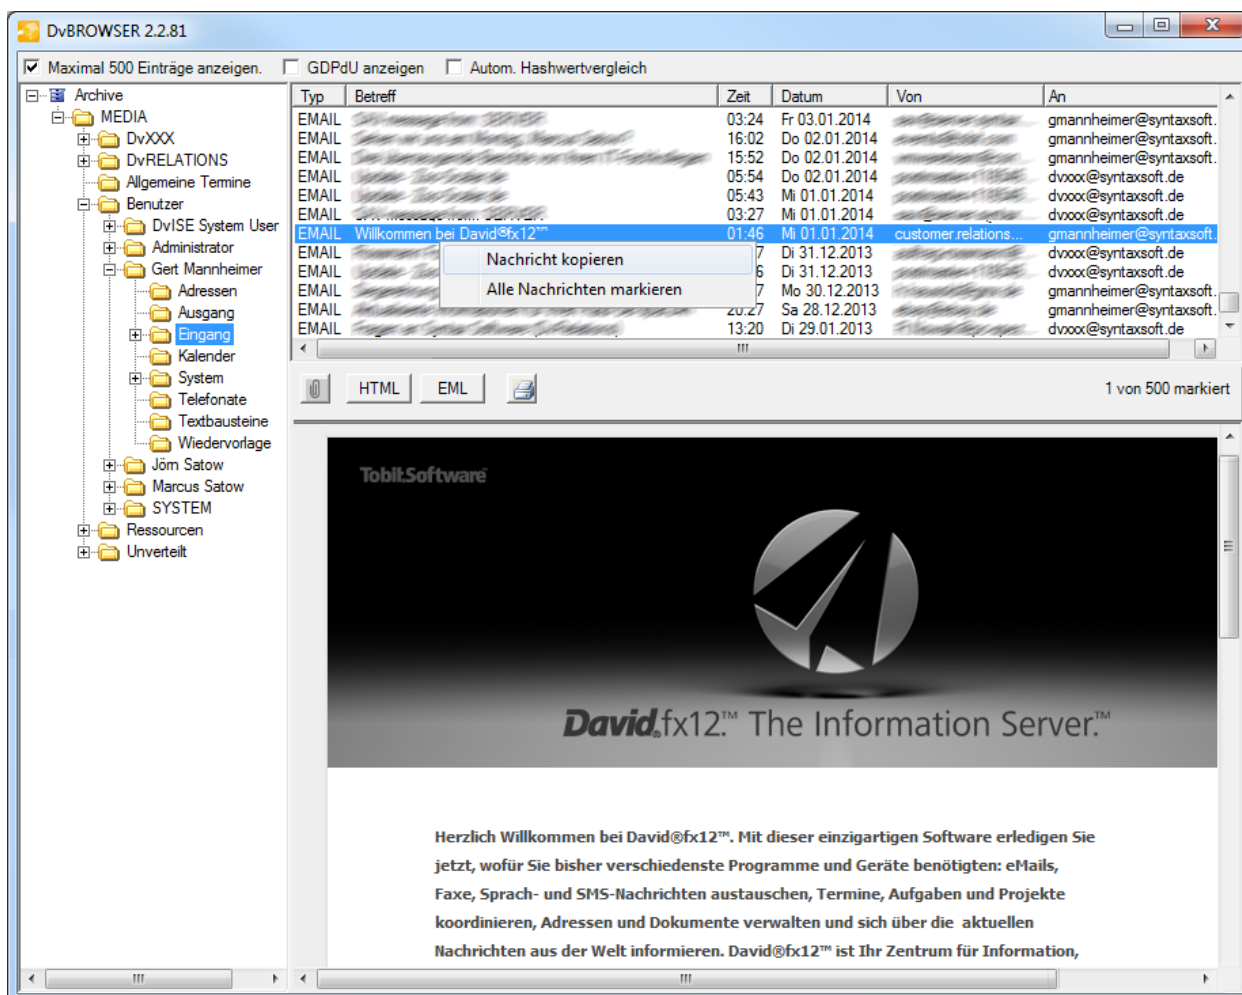 DvBROWSER 2.2.81
Maximal 500 Einträge anzeigen. GDPdU anzeigen Autom. Hashwertvergleich
Archive
MEDIA
DvXXX
DvRELATIONS
Allgemeine Termine
Benutzer
DvISE System User
Administrator
Gert Mannheimer
Adressen
Ausgang
Eingang
Kalender
System
Telefonate
Textbausteine
Wiedervorlage
Jörn Satow
Marcus Satow
SYSTEM
Ressourcen
Unverteilt
Typ Betreff Zeit Datum Von An
EMAIL 03:24 Fr 03.01.2014 gmannheimer@syntaxsoft.
EMAIL 16:02 Do 02.01.2014 gmannheimer@syntaxsoft.
EMAIL 15:52 Do 02.01.2014 gmannheimer@syntaxsoft.
EMAIL 05:54 Do 02.01.2014 dvxxx@syntaxsoft.de
EMAIL 05:43 Mi 01.01.2014 dvxxx@syntaxsoft.de
EMAIL 03:27 Mi 01.01.2014 dvxxx@syntaxsoft.de
EMAIL Willkommen bei David®fx12™ 01:46 Mi 01.01.2014 customer.relations... gmannheimer@syntaxsoft.
EMAIL 7 Di 31.12.2013 dvxxx@syntaxsoft.de
EMAIL 6 Di 31.12.2013 dvxxx@syntaxsoft.de
EMAIL 7 Mo 30.12.2013 gmannheimer@syntaxsoft.
EMAIL 20:27 Sa 28.12.2013 gmannheimer@syntaxsoft.
EMAIL 13:20 Di 29.01.2013 dvxxx@syntaxsoft.de
Nachricht kopieren
Alle Nachrichten markieren
HTML EML 1 von 500 markiert
Tobit.Software
David®fx12.™ The Information Server.™
Herzlich Willkommen bei David®fx12™. Mit dieser einzigartigen Software erledigen Sie
jetzt, wofür Sie bisher verschiedenste Programme und Geräte benötigten: eMails,
Faxe, Sprach- und SMS-Nachrichten austauschen, Termine, Aufgaben und Projekte
koordinieren, Adressen und Dokumente verwalten und sich über die aktuellen
Nachrichten aus der Welt informieren. David®fx12™ ist Ihr Zentrum für Information,